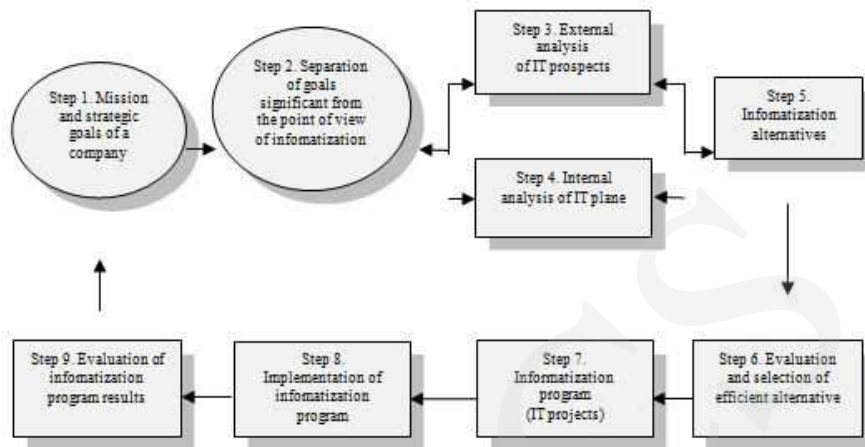 Step 1. Mission
and strategic
goals of a
company
Step 2. Separation
of goals
significant from
the point of view
of infomatization
Step 3. External
analysis
of IT prospects
Step 4. Internal
analysis of IT plane
Step 5.
Infomatization
alternatives
Step 6. Evaluation
and selection of
efficient alternative
Step 7.
Informatization
program
(IT projects)
Step 8.
Implementation of
infomatization
program
Step 9. Evaluation of
infomatization
program results